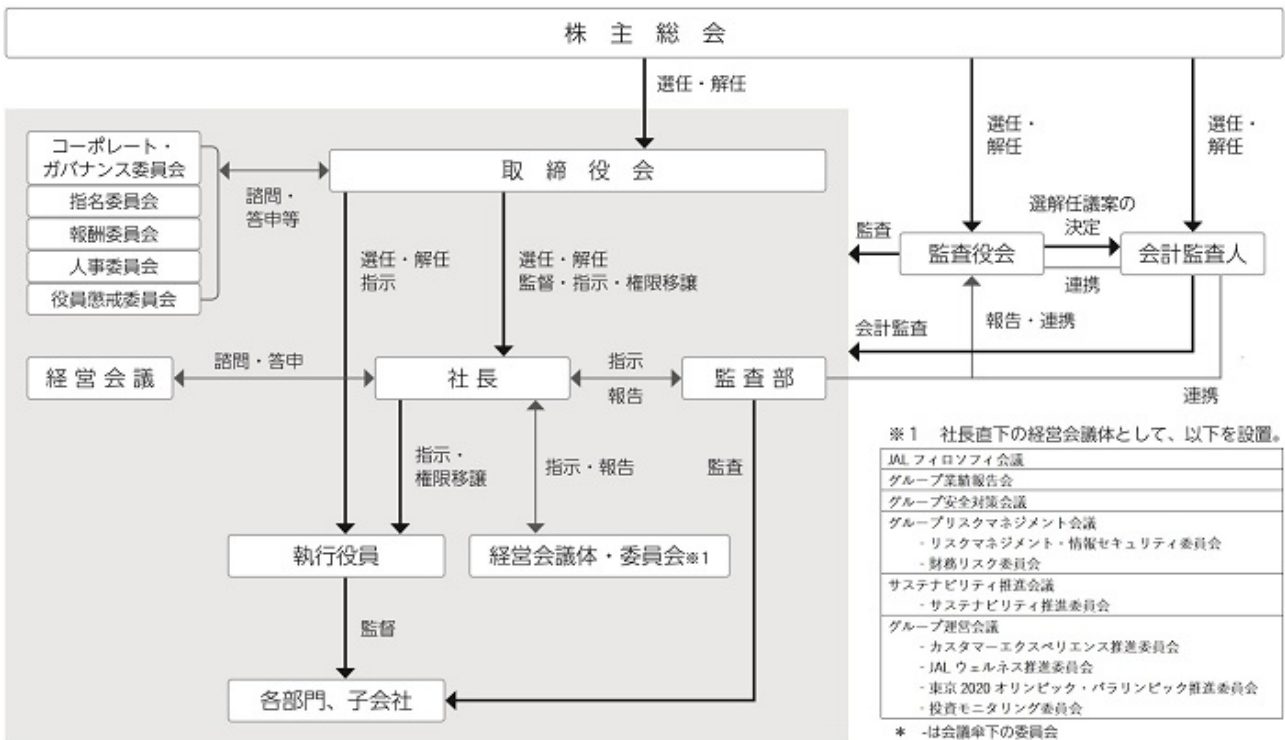 株主総会
選任・解任
選任・
解任
選任・
解任
コーポレート・
ガバナンス委員会
指名委員会
報酬委員会
人事委員会
役員懲戒委員会
諮問・
答申等
取締役会
選任・解任
指示
選任・解任
監督・指示・権限移譲
監査
監査役会
選解任議案の
決定
連携
会計監査人
会計監査
報告・連携
連携
経営会議
諮問・答申
社長
指示
報告
監査部
指示・
権限移譲
指示・報告
監査
執行役員
経営会議体・委員会※1
監督
各部門、子会社
※1 社長直下の経営会議体として、以下を設置。
JALフィロソフィ会議
グループ業績報告会
グループ安全対策会議
グループリスクマネジメント会議
- リスクマネジメント・情報セキュリティ委員会
- 財務リスク委員会
サステナビリティ推進会議
- サステナビリティ推進委員会
グループ運営会議
- カスタマーエクスペリエンス推進委員会
- JALウェルネス推進委員会
- 東京2020オリンピック・パラリンピック推進委員会
- 投資モニタリング委員会
* -は会議傘下の委員会